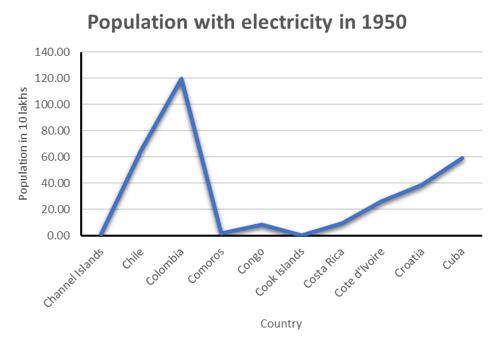 Population with electricity in 1950
140.00
120.00
100.00
80.00
60.00
40.00
20.00
0.00
Population in 10 lakhs
Channel Islands
Chile
Colombia
Comoros
Congo
Cook Islands
Costa Rica
Cote d'Ivoire
Croatia
Cuba
Country